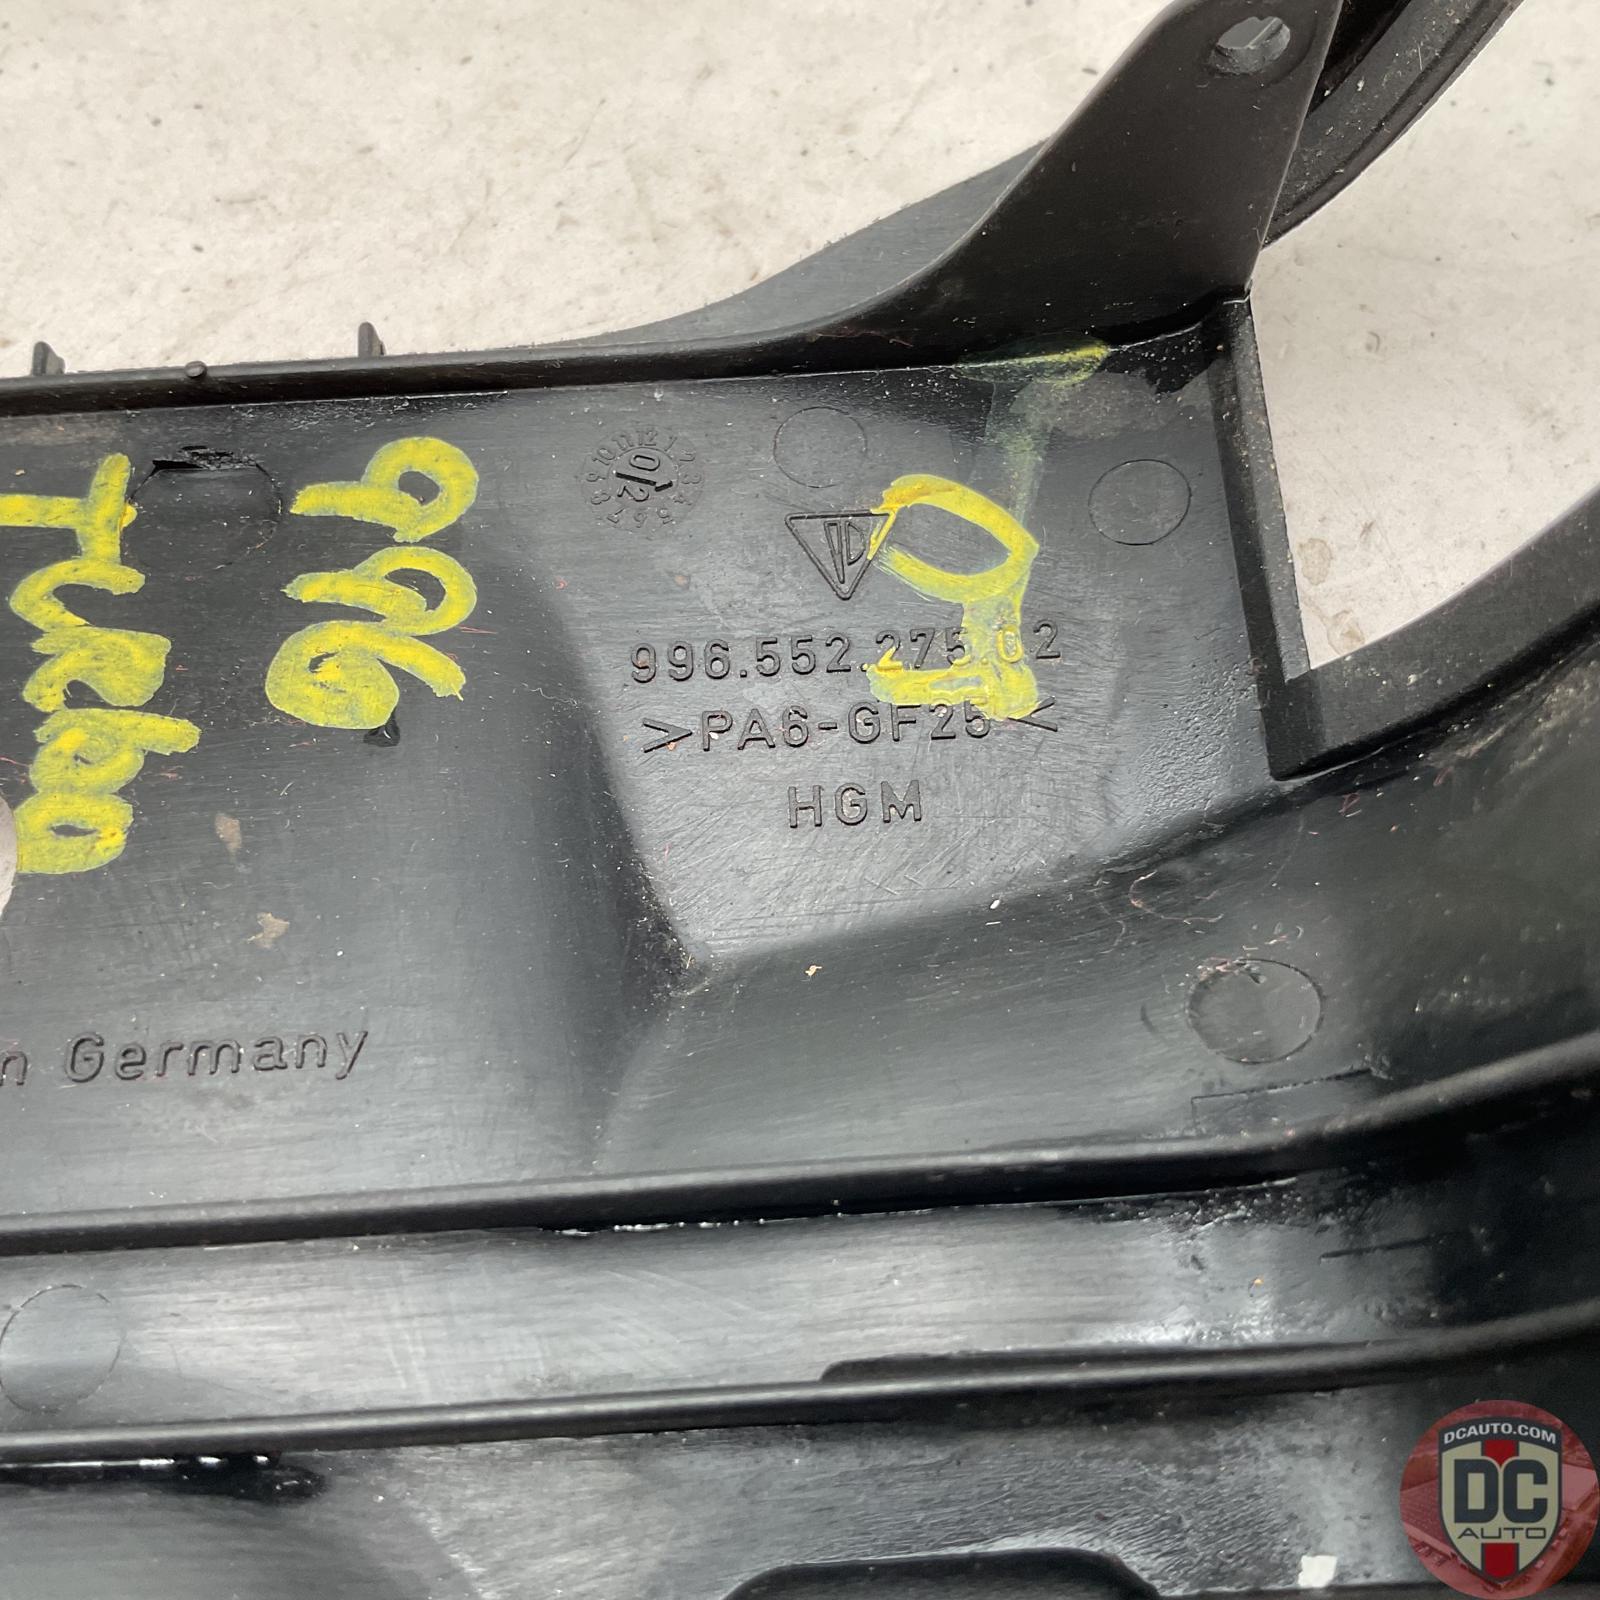 996
Turbo
996.552.275.02
>PA6-GF25<
HGM
n Germany
DCAUTO.COM
DC
AUTO